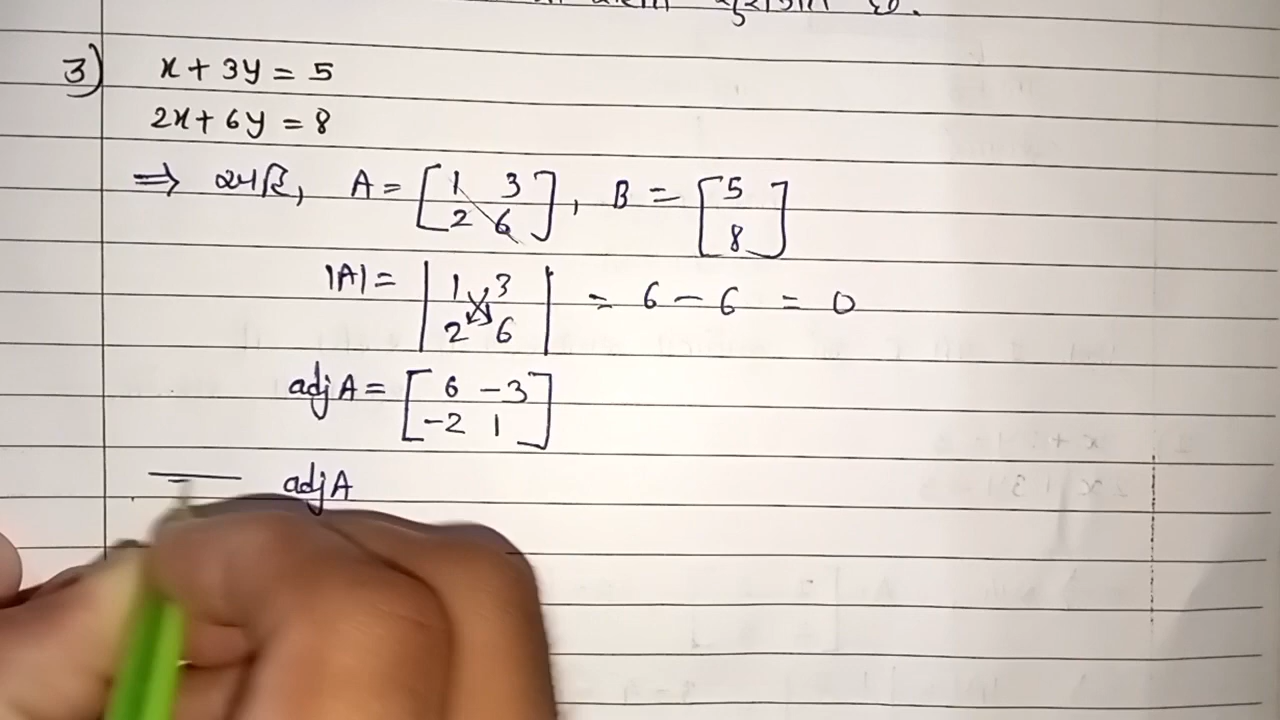 3) x + 3y = 5
2x + 6y = 8
⇒ અહીં, A = [1 3 2 6], B = [5 8]
|A| = |1 3 2 6| = 6 - 6 = 0
adj A = [6 -3 -2 1]
adj A